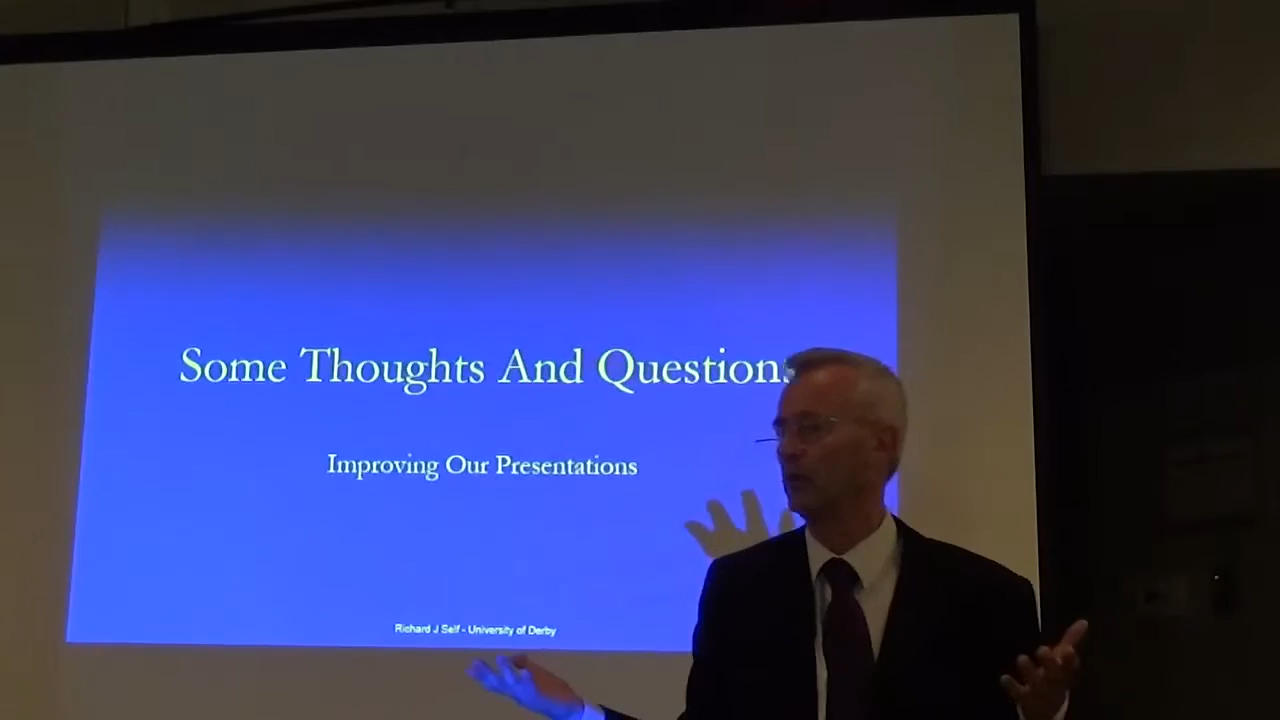 Some Thoughts And Questions
Improving Our Presentations
Richard J Self - University of Derby